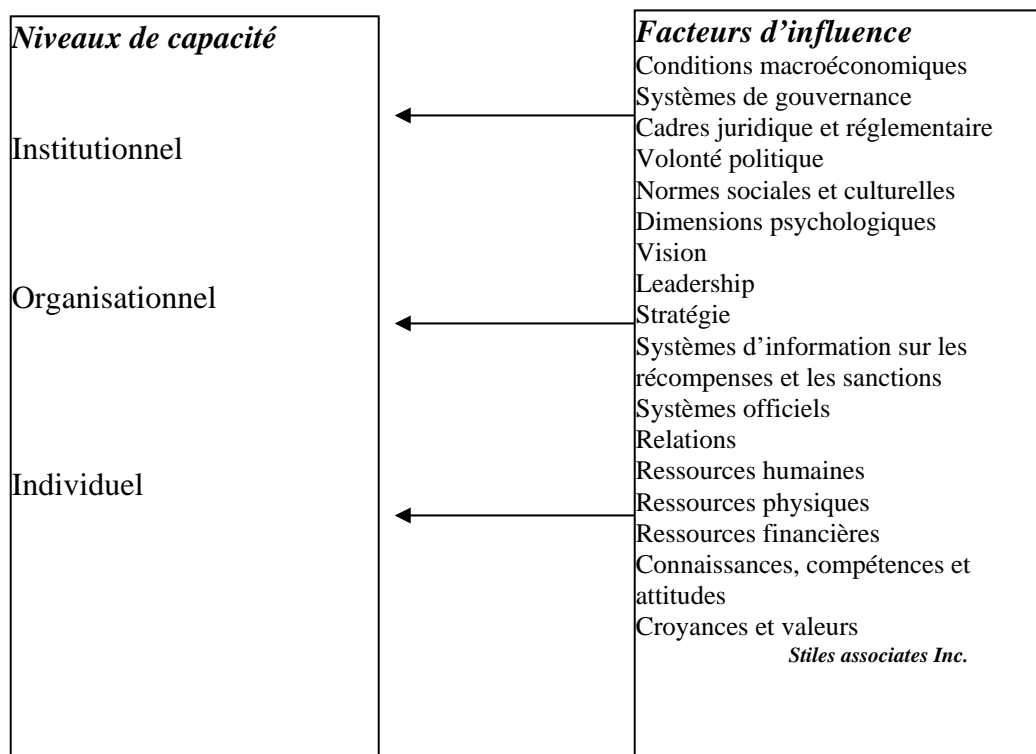 Niveaux de capacité
Institutionnel
Organisationnel
Individuel
Facteurs d’influence
Conditions macroéconomiques
Systèmes de gouvernance
Cadres juridique et réglementaire
Volonté politique
Normes sociales et culturelles
Dimensions psychologiques
Vision
Leadership
Stratégie
Systèmes d’information sur les
récompenses et les sanctions
Systèmes officiels
Relations
Ressources humaines
Ressources physiques
Ressources financières
Connaissances, compétences et
attitudes
Croyances et valeurs
Stiles associates Inc.